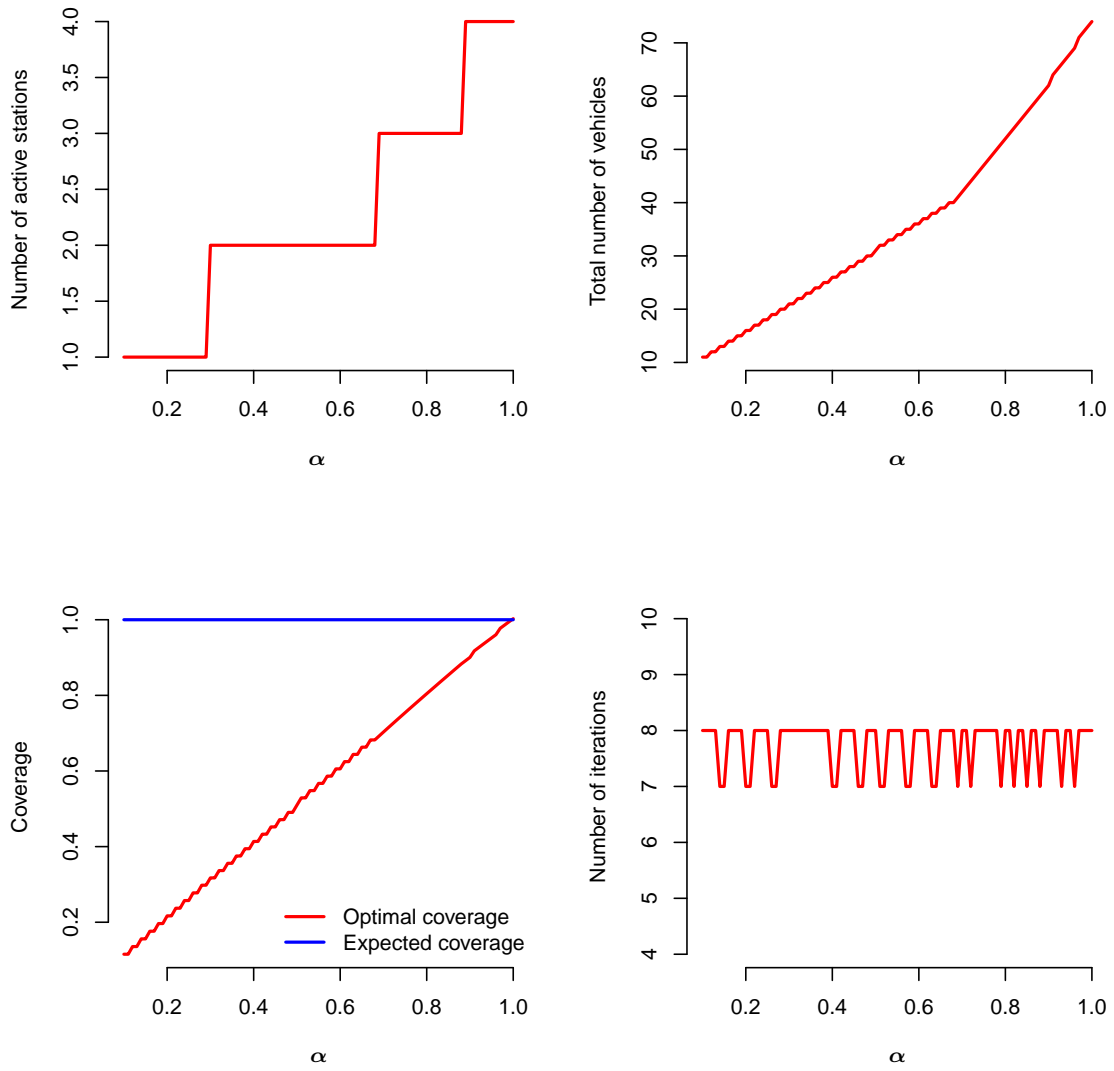 Number of active stations
4.0
3.5
3.0
2.5
2.0
1.5
1.0
0.2 0.4 0.6 0.8 1.0
α
Total number of vehicles
70
60
50
40
30
20
10
0.2 0.4 0.6 0.8 1.0
α
Coverage
1.0
0.8
0.6
0.4
0.2
Optimal coverage
Expected coverage
0.2 0.4 0.6 0.8 1.0
α
Number of iterations
10
9
8
7
6
5
4
0.2 0.4 0.6 0.8 1.0
α